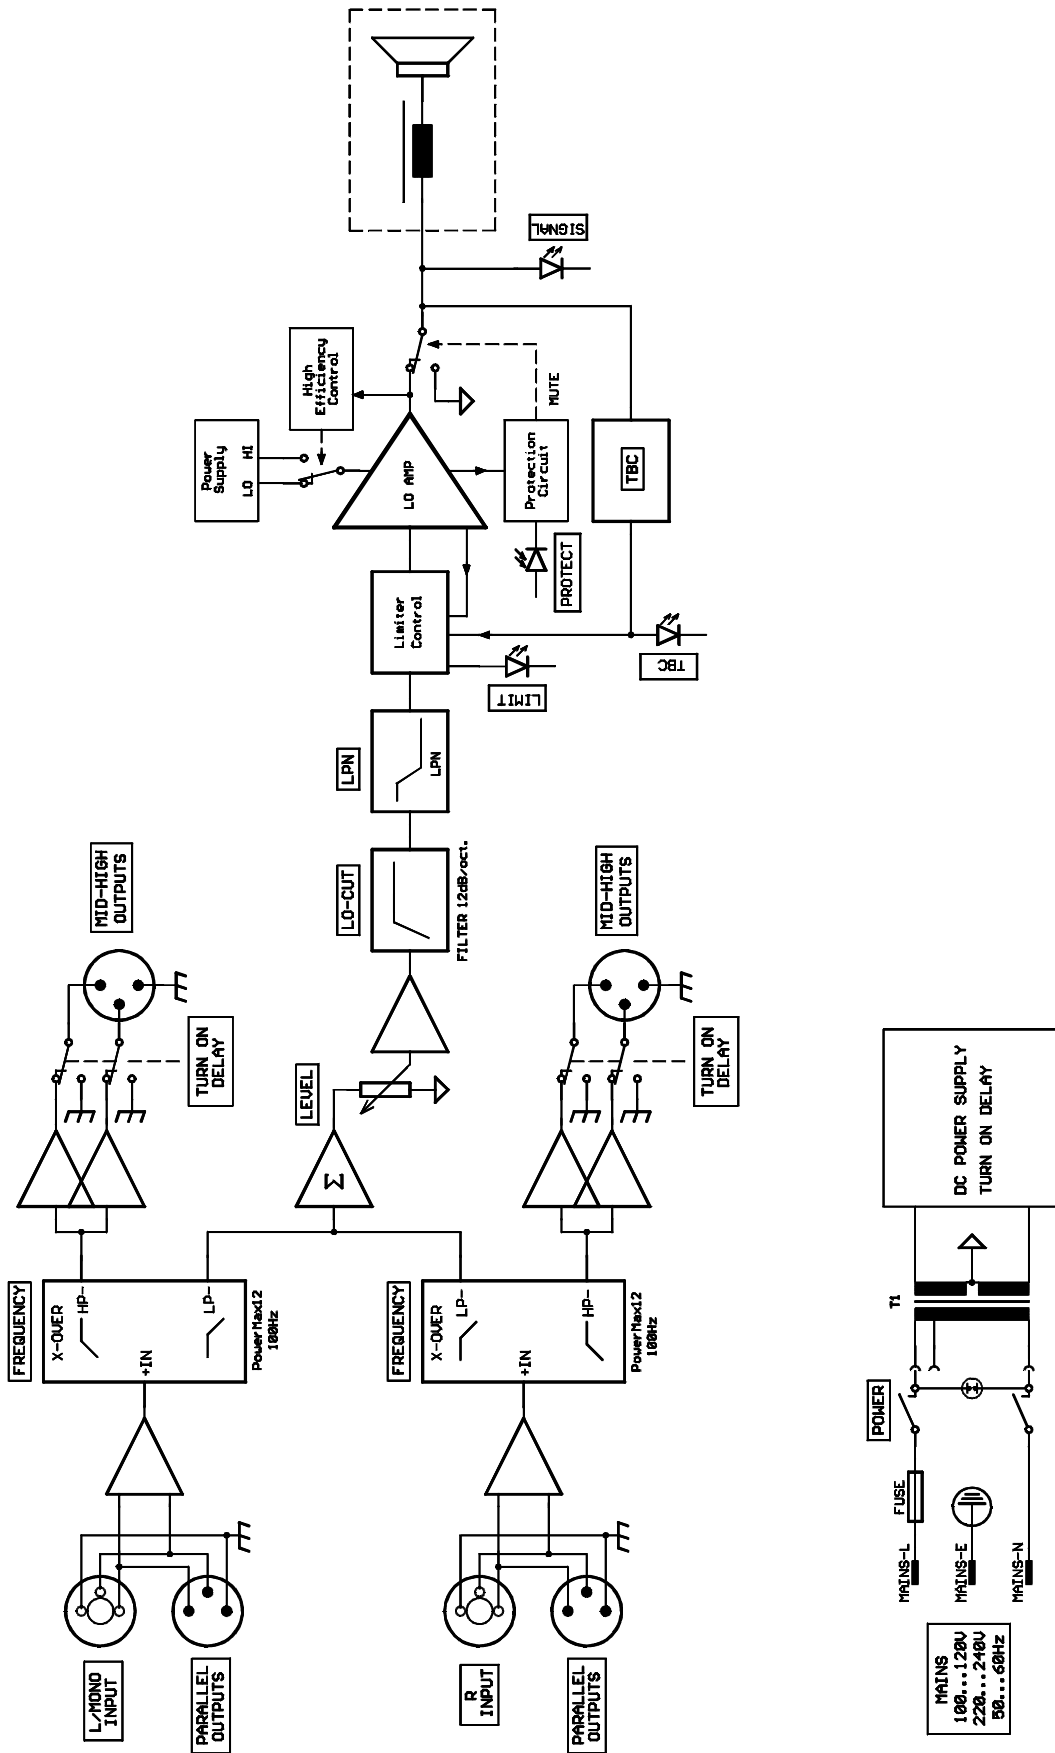 L/MONO
INPUT
PARALLEL
OUTPUTS
FREQUENCY
X-OVER
HP-
LP-
+IN
PowerMax12
100Hz
TURN ON
DELAY
MID-HIGH
OUTPUTS
R
INPUT
PARALLEL
OUTPUTS
FREQUENCY
X-OVER
LP-
HP-
+IN
PowerMax12
100Hz
TURN ON
DELAY
MID-HIGH
OUTPUTS
Σ
LEVEL
LO-CUT
FILTER 12dB/oct.
LPN
LPN
Limiter
Control
LIMIT
LO AMP
Power
Supply
LO
HI
High
Efficiency
Control
Protection
Circuit
PROTECT
MUTE
TBC
TBC
SIGNAL
MAINS
100...120V
220...240V
50...60Hz
MAINS-L
MAINS-E
MAINS-N
FUSE
POWER
T1
DC POWER SUPPLY
TURN ON DELAY